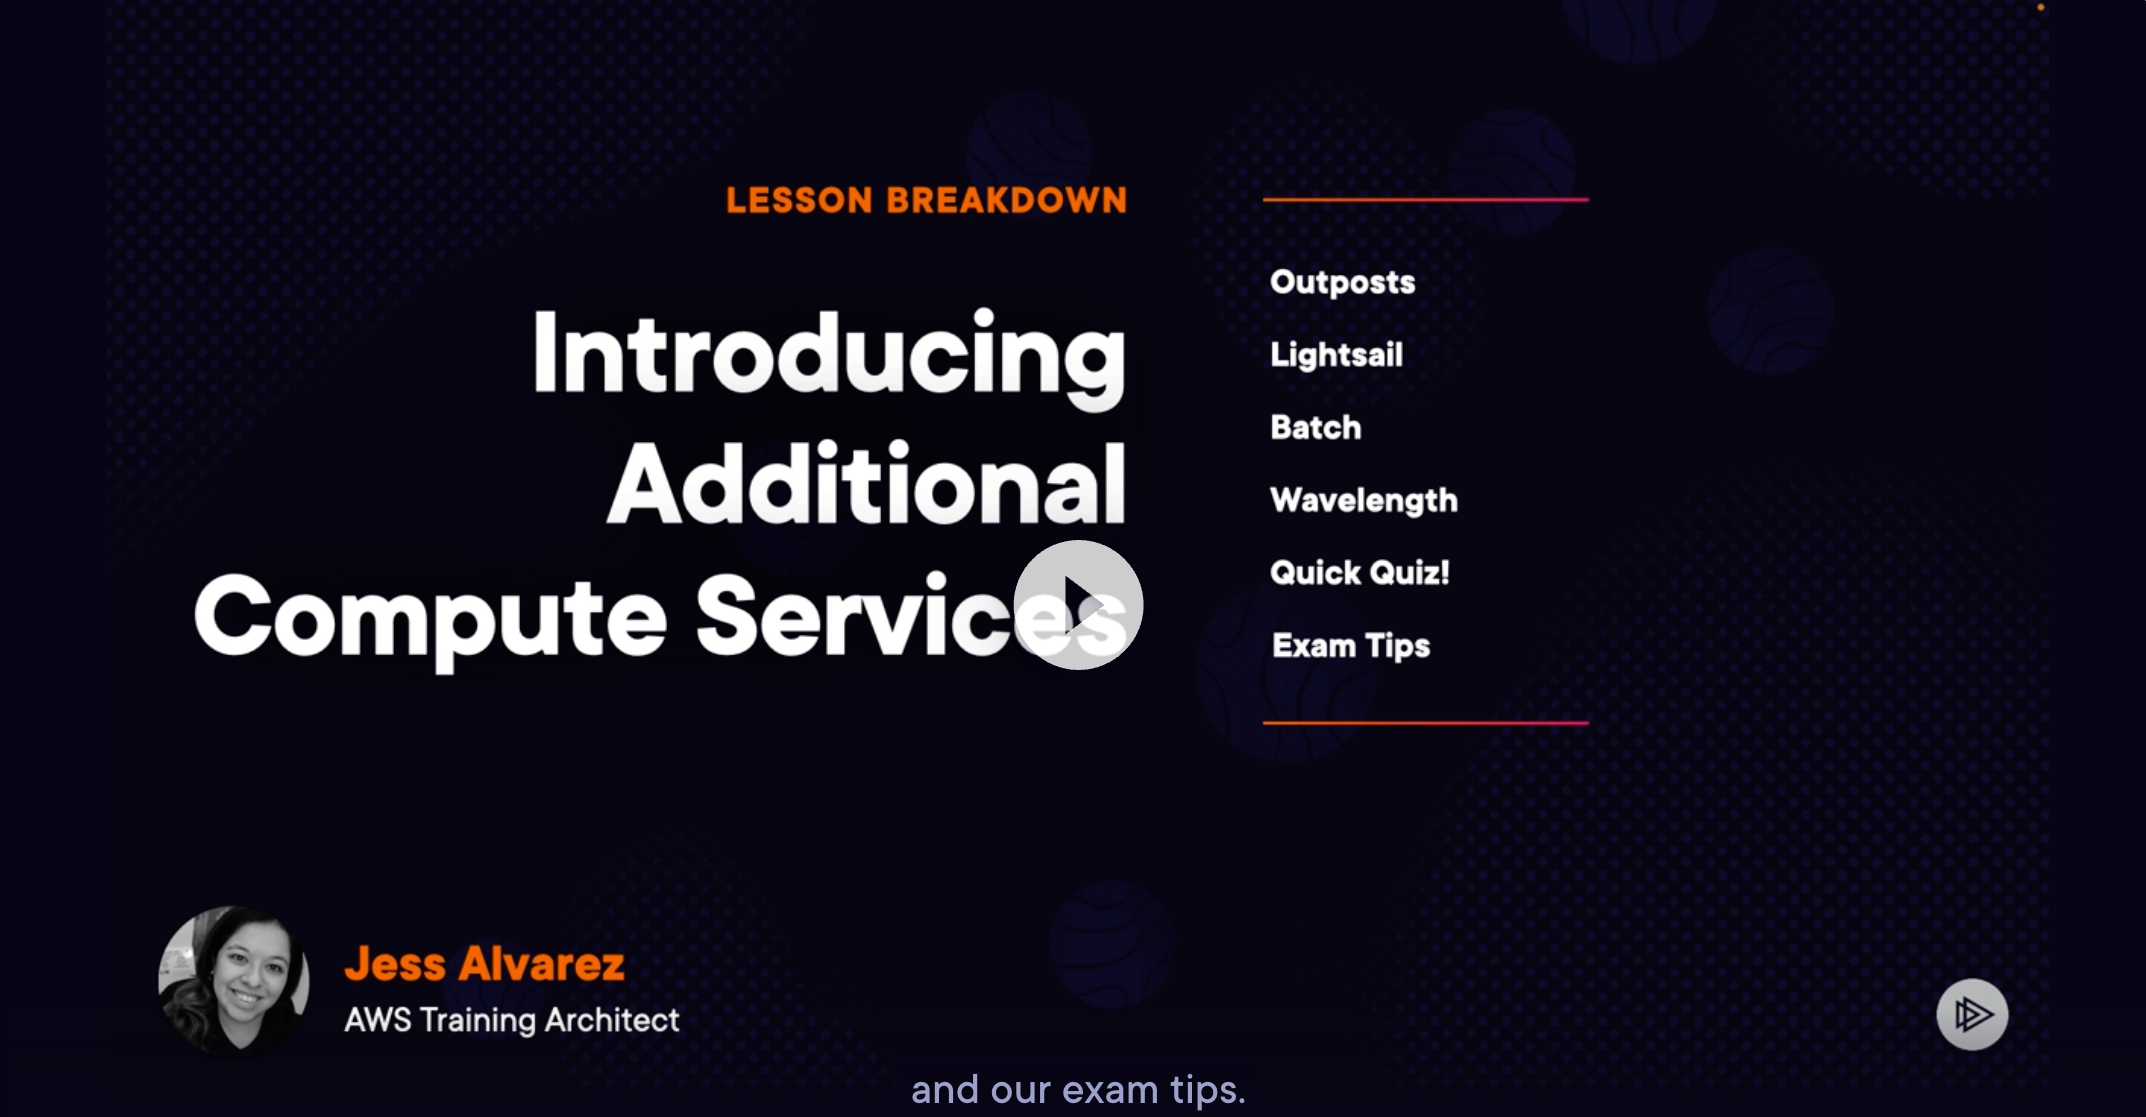 LESSON BREAKDOWN
Introducing
Additional
Compute Services
Outposts
Lightsail
Batch
Wavelength
Quick Quiz!
Exam Tips
Jess Alvarez
AWS Training Architect
and our exam tips.